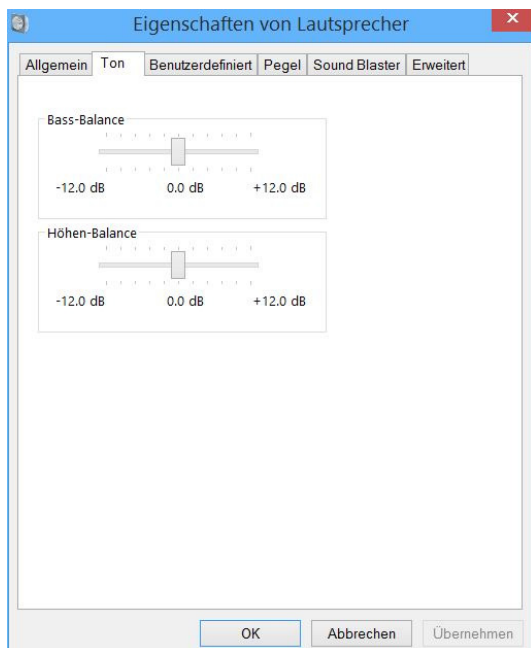 Eigenschaften von Lautsprecher
Allgemein Ton Benutzerdefiniert Pegel Sound Blaster Erweitert
Bass-Balance
-12.0 dB 0.0 dB +12.0 dB
Höhen-Balance
-12.0 dB 0.0 dB +12.0 dB
OK Abbrechen Übernehmen